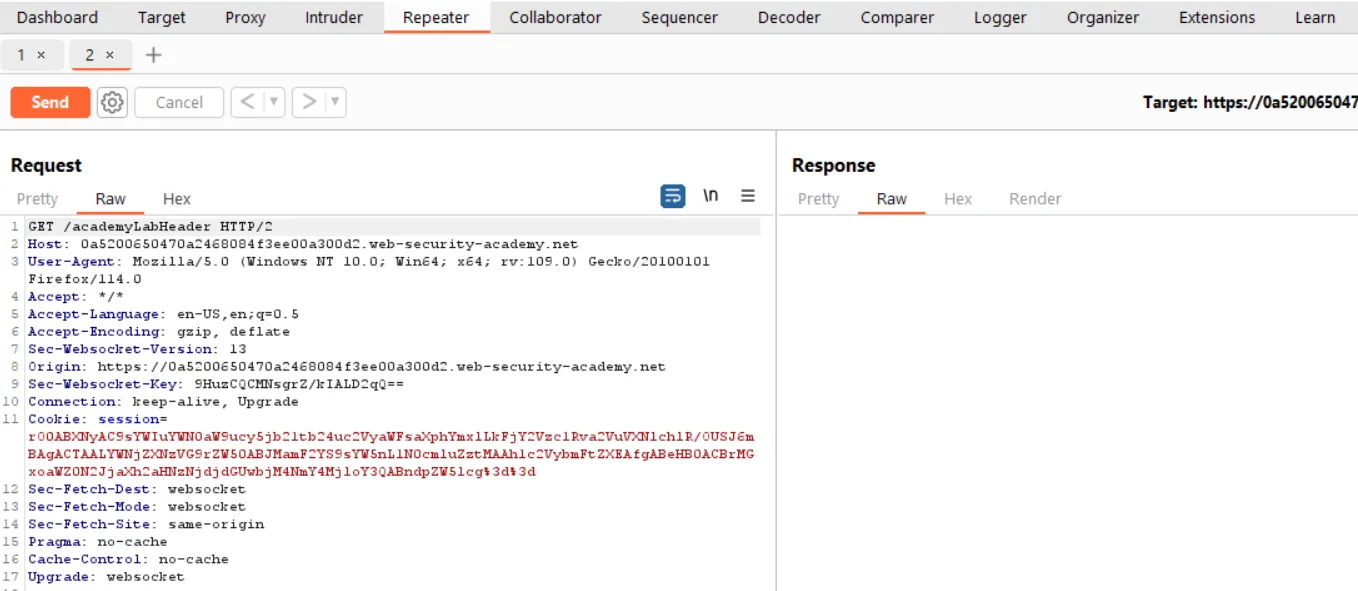 Dashboard Target Proxy Intruder Repeater Collaborator Sequencer Decoder Comparer Logger Organizer Extensions Learn
1 × 2 × +
Send Cancel < ▾ > ▾ Target: https://0a520065047
Request Response
Pretty Raw Hex \n ≡ Pretty Raw Hex Render
1 GET /academyLabHeader HTTP/2
2 Host: 0a5200650470a2468084f3ee00a300d2.web-security-academy.net
3 User-Agent: Mozilla/5.0 (Windows NT 10.0; Win64; x64; rv:109.0) Gecko/20100101
Firefox/114.0
4 Accept: */*
5 Accept-Language: en-US,en;q=0.5
6 Accept-Encoding: gzip, deflate
7 Sec-Websocket-Version: 13
8 Origin: https://0a5200650470a2468084f3ee00a300d2.web-security-academy.net
9 Sec-Websocket-Key: 9HuzCQCMNsgrZ/kIALD2qQ==
10 Connection: keep-alive, Upgrade
11 Cookie: session=
12 Sec-Fetch-Dest: websocket
13 Sec-Fetch-Mode: websocket
14 Sec-Fetch-Site: same-origin
15 Pragma: no-cache
16 Cache-Control: no-cache
17 Upgrade: websocket